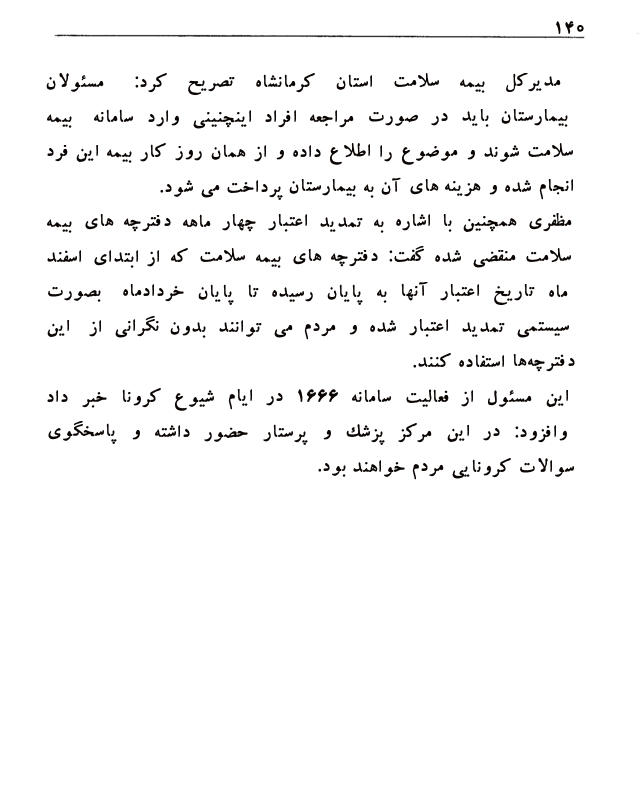 ۱۴۰
مدیرکل بیمه سلامت استان کرمانشاه تصریح کرد: مسئولان
بیمارستان باید در صورت مراجعه افراد اینچنینی وارد سامانه بیمه
سلامت شوند و موضوع را اطلاع داده و از همان روز کار بیمه این فرد
انجام شده و هزینه های آن به بیمارستان پرداخت می شود.
مظفری همچنین با اشاره به تمدید اعتبار چهار ماهه دفترچه های بیمه
سلامت منقضی شده گفت: دفترچه های بیمه سلامت که از ابتدای اسفند
ماه تاریخ اعتبار آنها به پایان رسیده تا پایان خردادماه بصورت
سیستمی تمدید اعتبار شده و مردم می توانند بدون نگرانی از این
دفترچه‌ها استفاده کنند.
این مسئول از فعالیت سامانه ۱۶۶۶ در ایام شیوع کرونا خبر داد
وافزود: در این مرکز پزشك و پرستار حضور داشته و پاسخگوی
سوالات کرونایی مردم خواهند بود.